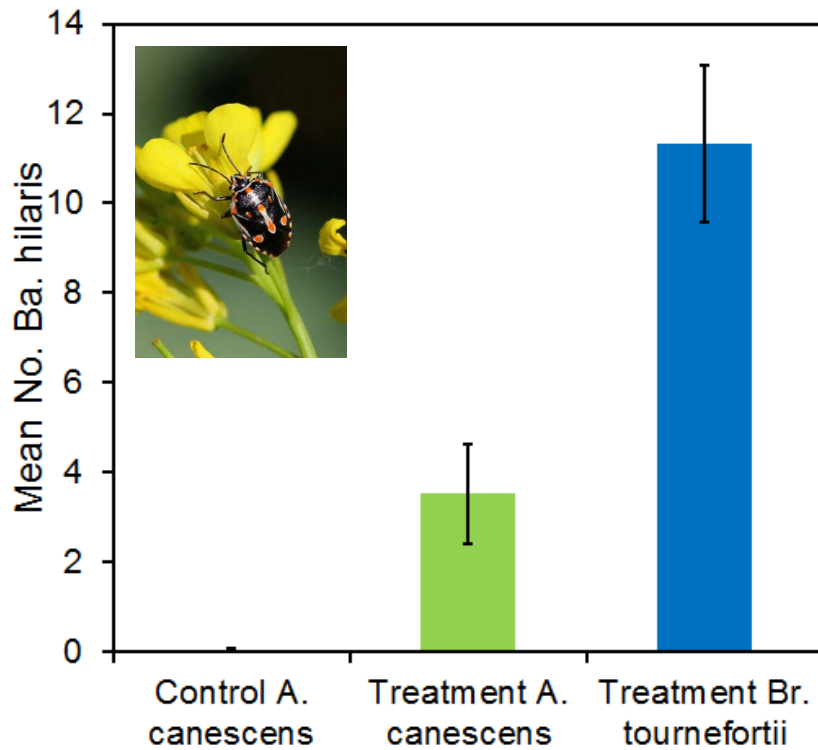 Mean No. Ba. hilaris
14
12
10
8
6
4
2
0
Control A.
canescens
Treatment A.
canescens
Treatment Br.
tournefortii